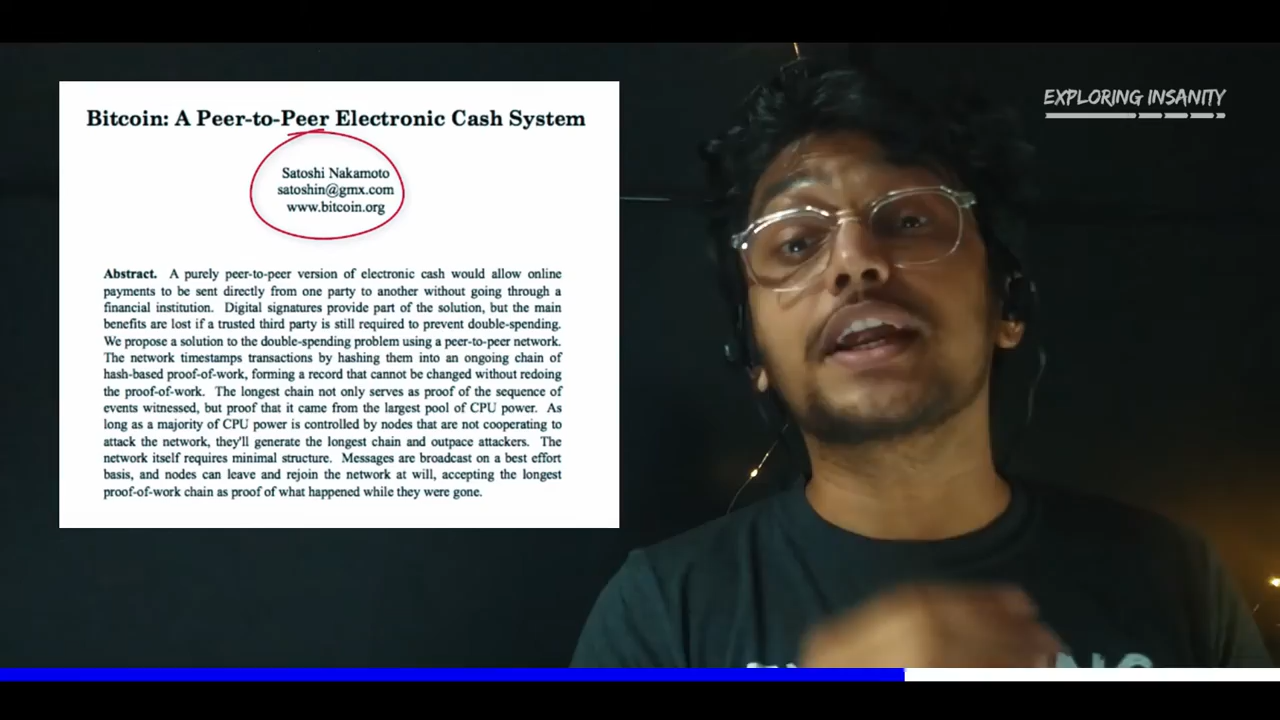 Bitcoin: A Peer-to-Peer Electronic Cash System
Satoshi Nakamoto
satoshin@gmx.com
www.bitcoin.org
Abstract. A purely peer-to-peer version of electronic cash would allow online
payments to be sent directly from one party to another without going through a
financial institution. Digital signatures provide part of the solution, but the main
benefits are lost if a trusted third party is still required to prevent double-spending.
We propose a solution to the double-spending problem using a peer-to-peer network.
The network timestamps transactions by hashing them into an ongoing chain of
hash-based proof-of-work, forming a record that cannot be changed without redoing
the proof-of-work. The longest chain not only serves as proof of the sequence of
events witnessed, but proof that it came from the largest pool of CPU power. As
long as a majority of CPU power is controlled by nodes that are not cooperating to
attack the network, they'll generate the longest chain and outpace attackers. The
network itself requires minimal structure. Messages are broadcast on a best effort
basis, and nodes can leave and rejoin the network at will, accepting the longest
proof-of-work chain as proof of what happened while they were gone.
EXPLORING INSANITY